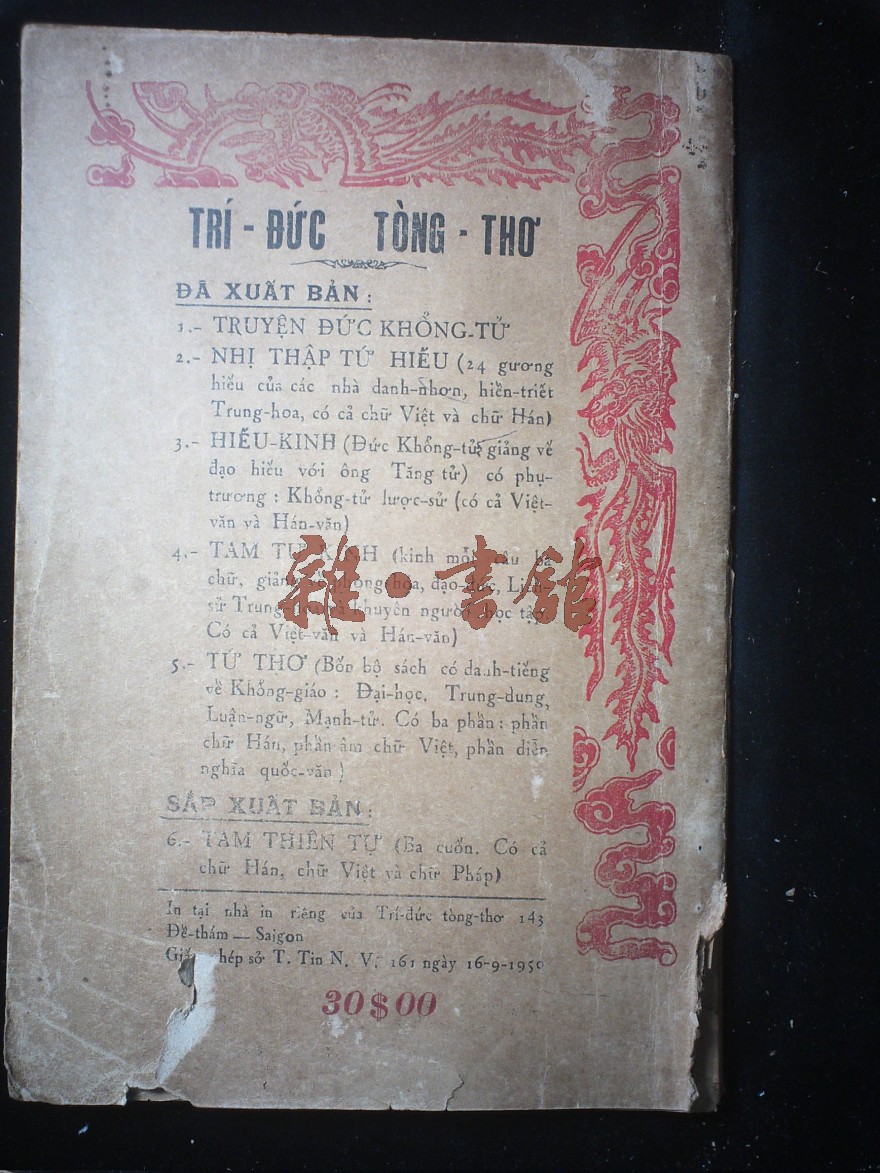 TRÍ - ĐỨC TÒNG - THƠ
ĐÃ XUẤT BẢN :
1.- TRUYỆN ĐỨC KHỔNG-TỬ
2.- NHỊ THẬP TỨ HIẾU (24 gương
hiếu của các nhà danh-nhơn, hiền-triết
Trung-hoa, có cả chữ Việt và chữ Hán)
3.- HIẾU-KINH (Đức Khổng-tử giảng về
đạo hiếu với ông Tăng tử) có phụ-
trương : Khổng-tử lược-sử (có cả Việt-
văn và Hán-văn)
4.- TAM TỰ KINH (kinh mỗi câu ba
chữ, giảng về phong-hóa, đạo-đức, Lịch-
sử Trung- và khuyên người học tập
Có cả Việt-văn và Hán-văn)
雜·書館
5.- TỨ THƠ (Bốn bộ sách có danh-tiếng
về Khổng-giáo : Đại-học, Trung-dung,
Luận-ngữ, Mạnh-tử. Có ba phần : phần
chữ Hán, phần âm chữ Việt, phần diễn
nghĩa quốc-văn)
SẮP XUẤT BẢN :
6.- TAM THIÊN TỰ (Ba cuốn. Có cả
chữ Hán, chữ Việt và chữ Pháp)
In tại nhà in riêng của Trí-đức tòng-thơ 143
Đề-thám — Saigon
hép sở T. Tin N. V. 161 ngày 16-9-1950
30$00